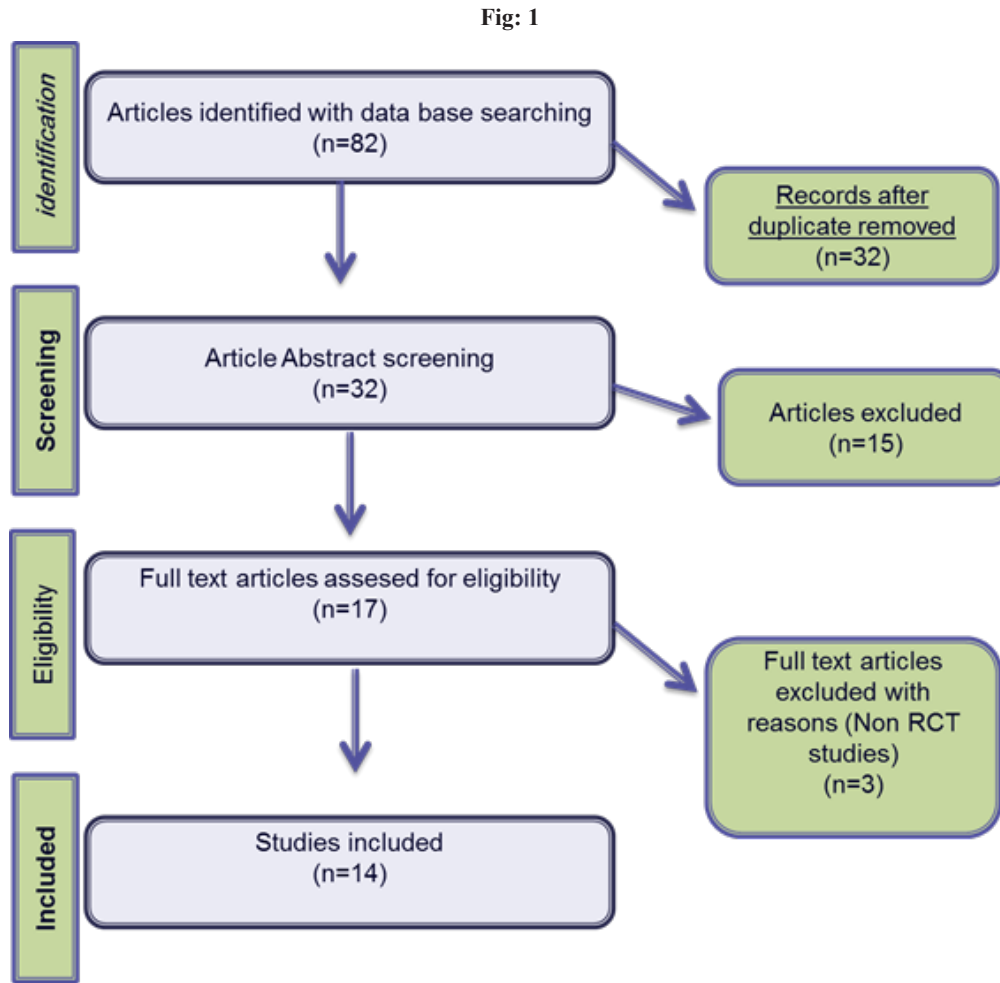 Fig: 1
identification
Articles identified with data base searching
(n=82)
Records after
duplicate removed
(n=32)
Screening
Article Abstract screening
(n=32)
Articles excluded
(n=15)
Eligibility
Full text articles assesed for eligibility
(n=17)
Full text articles
excluded with
reasons (Non RCT
studies)
(n=3)
Included
Studies included
(n=14)